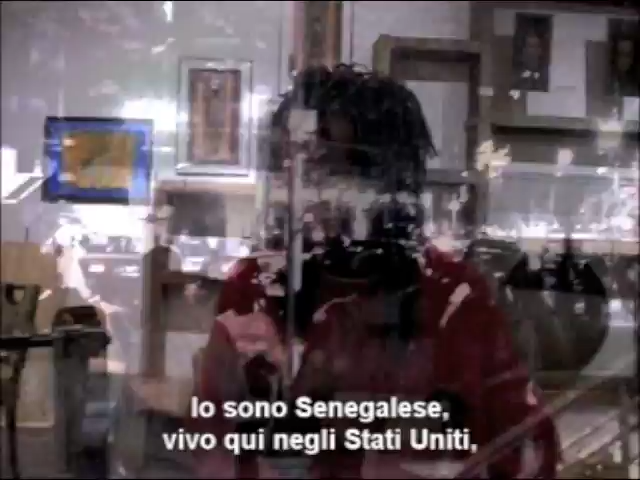 Io sono Senegalese,
vivo qui negli Stati Uniti,